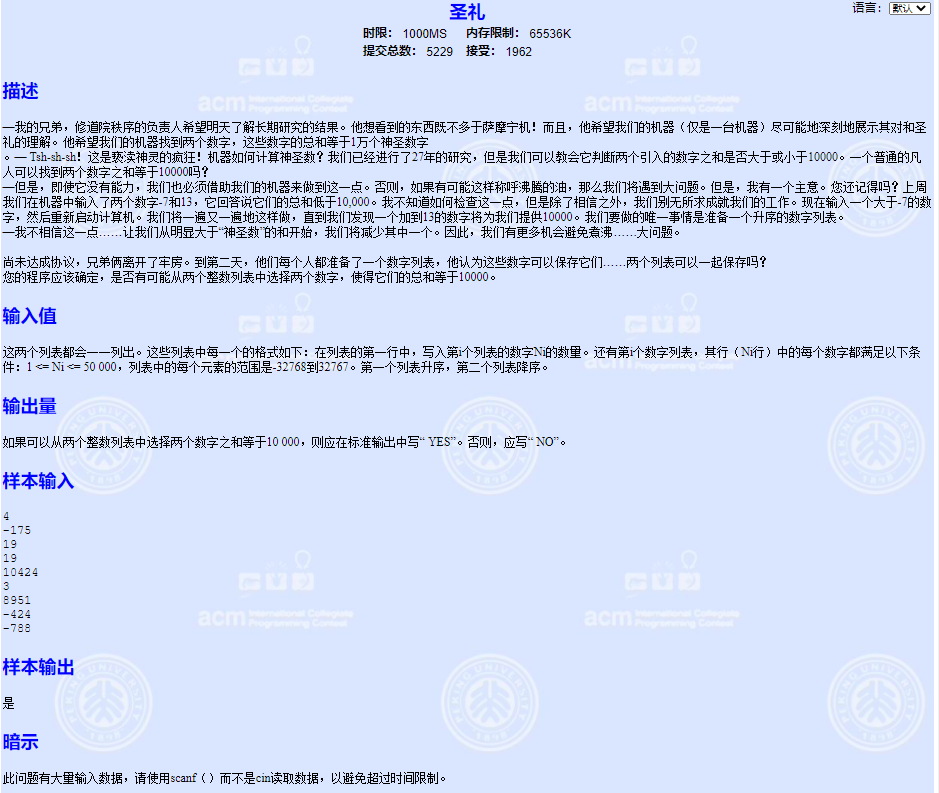 圣礼
语言： 默认
时限： 1000MS 内存限制： 65536K
提交总数： 5229 接受： 1962
描述
一我的兄弟，修道院秩序的负责人希望明天了解长期研究的结果。他想看到的东西既不多于萨摩宁机！而且，他希望我们的机器（仅是一台机器）尽可能地深刻地展示其对和圣
礼的理解。他希望我们的机器找到两个数字，这些数字的总和等于1万个神圣数字
。一 Tsh-sh-sh！这是亵渎神灵的疯狂！机器如何计算神圣数？我们已经进行了27年的研究，但是我们可以教会它判断两个引入的数字之和是否大于或小于10000。一个普通的凡
人可以找到两个数字之和等于10000吗？
一但是，即使它没有能力，我们也必须借助我们的机器来做到这一点。否则，如果有可能这样称呼沸腾的油，那么我们将遇到大问题。但是，我有一个主意。您还记得吗？上周
我们在机器中输入了两个数字-7和13，它回答说它们的总和低于10,000。我不知道如何检查这一点，但是除了相信之外，我们别无所求成就我们的工作。现在输入一个大于-7的数
字，然后重新启动计算机。我们将一遍又一遍地这样做，直到我们发现一个加到13的数字将为我们提供10000。我们要做的唯一事情是准备一个升序的数字列表。
一我不相信这一点……让我们从明显大于“神圣数”的和开始，我们将减少其中一个。因此，我们有更多机会避免煮沸……大问题。
尚未达成协议，兄弟俩离开了牢房。到第二天，他们每个人都准备了一个数字列表，他认为这些数字可以保存它们……两个列表可以一起保存吗？
您的程序应该确定，是否有可能从两个整数列表中选择两个数字，使得它们的总和等于10000。
输入值
这两个列表都会一一列出。这些列表中每一个的格式如下：在列表的第一行中，写入第i个列表的数字Ni的数量。还有第i个数字列表，其行（Ni行）中的每个数字都满足以下条
件：1 <= Ni <= 50 000，列表中的每个元素的范围是-32768到32767。第一个列表升序，第二个列表降序。
输出量
如果可以从两个整数列表中选择两个数字之和等于10 000，则应在标准输出中写“ YES”。否则，应写“ NO”。
样本输入
4
-175
19
19
10424
3
8951
-424
-788
样本输出
是
暗示
此问题有大量输入数据，请使用scanf（）而不是cin读取数据，以避免超过时间限制。